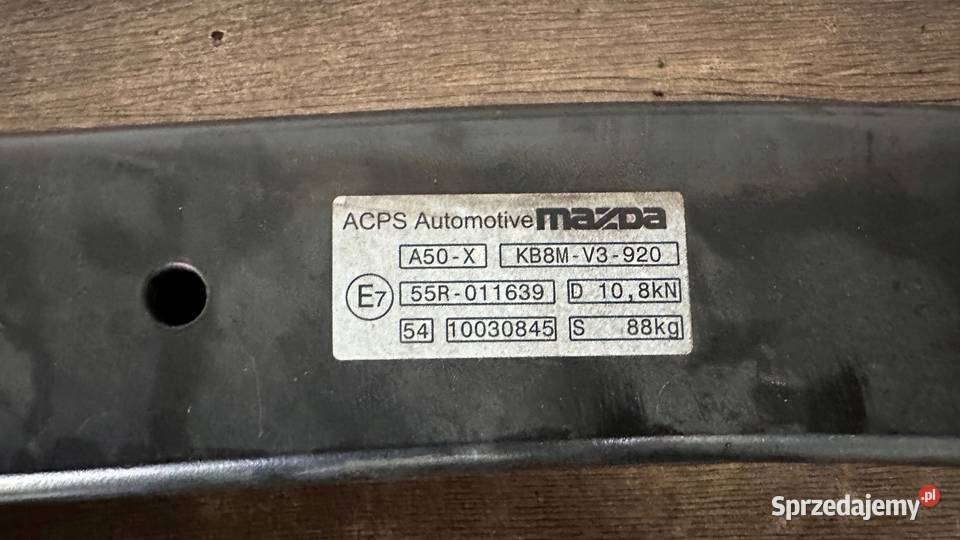 ACPS Automotive mazda
A50-X KB8M-V3-920
E7 55R-011639 D 10,8kN
54 10030845 S 88kg
Sprzedajemy.pl